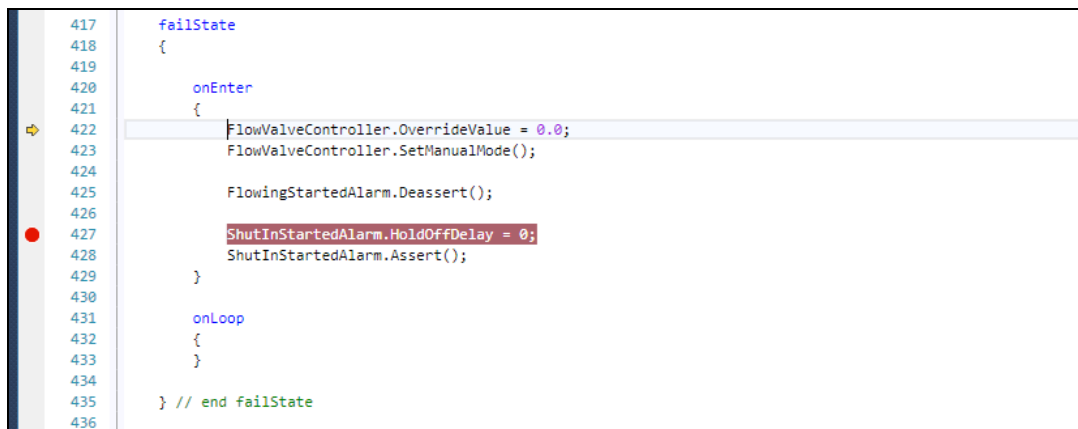 417 failState
418 {
419
420 onEnter
421 {
422 FlowValveController.OverrideValue = 0.0;
423 FlowValveController.SetManualMode();
424
425 FlowingStartedAlarm.Deassert();
426
427 ShutInStartedAlarm.HoldOffDelay = 0;
428 ShutInStartedAlarm.Assert();
429 }
430
431 onLoop
432 {
433 }
434
435 } // end failState
436